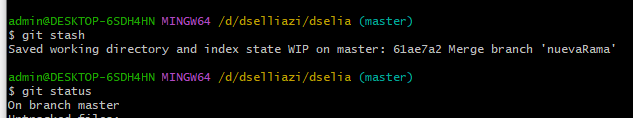 admin@DESKTOP-6SDH4HN MINGW64 /d/dselliazi/dselia (master)
$ git stash
Saved working directory and index state WIP on master: 61ae7a2 Merge branch 'nuevaRama'
admin@DESKTOP-6SDH4HN MINGW64 /d/dselliazi/dselia (master)
$ git status
On branch master
Untracked files: